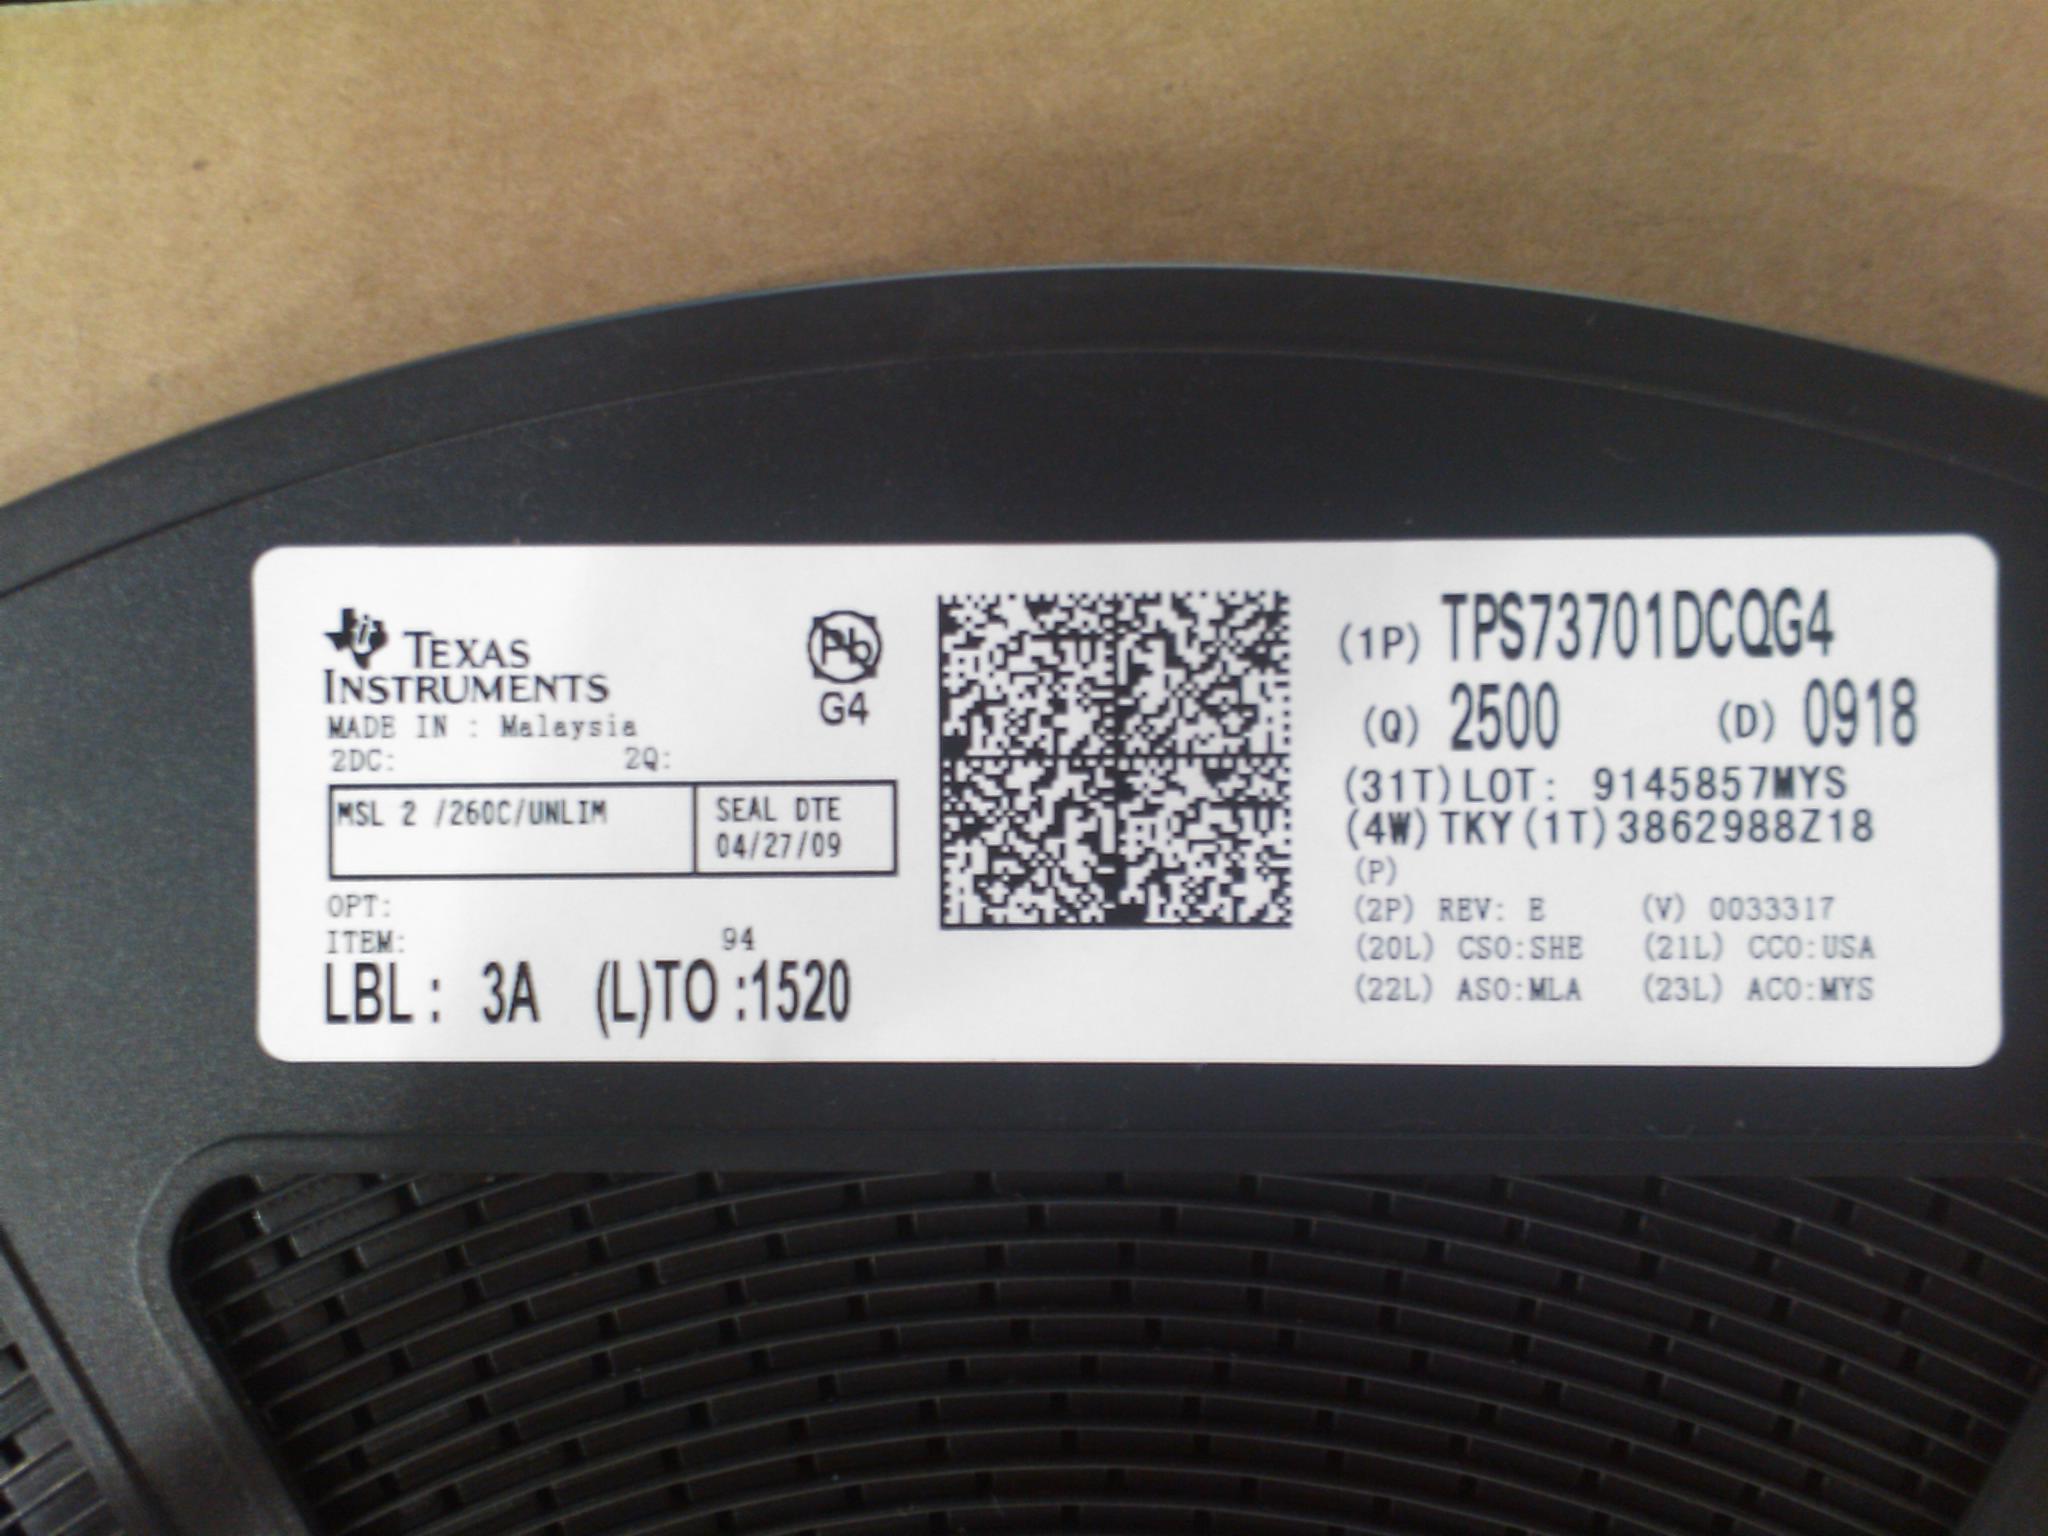 TEXAS
INSTRUMENTS
MADE IN : Malaysia
2DC: 2Q:
Pb
G4
MSL 2 /260C/UNLIM
SEAL DTE
04/27/09
OPT:
ITEM: 94
LBL: 3A (L)TO:1520
(1P) TPS73701DCQG4
(Q) 2500 (D) 0918
(31T)LOT: 9145857MYS
(4W)TKY(1T)3862988Z18
(P)
(2P) REV: E (V) 0033317
(20L) CSO:SHE (21L) CCO:USA
(22L) ASO:MLA (23L) ACO:MYS